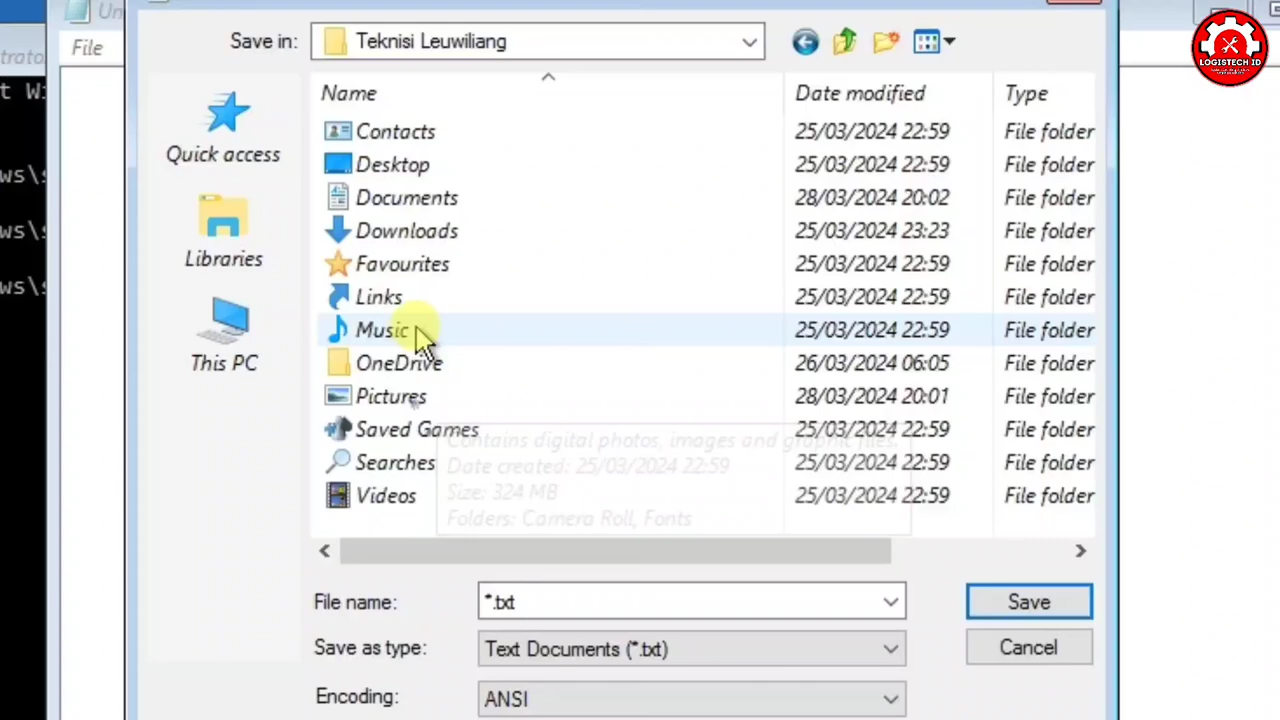 Un
File
strator
t Wi
ws\s
ws\s
ws\s
Save in:
Teknisi Leuwiliang
LOGISTECH ID
Quick access
Libraries
This PC
Name Date modified Type
Contacts 25/03/2024 22:59 File folder
Desktop 25/03/2024 22:59 File folder
Documents 28/03/2024 20:02 File folder
Downloads 25/03/2024 23:23 File folder
Favourites 25/03/2024 22:59 File folder
Links 25/03/2024 22:59 File folder
Music 25/03/2024 22:59 File folder
OneDrive 26/03/2024 06:05 File folder
Pictures 28/03/2024 20:01 File folder
Saved Games 25/03/2024 22:59 File folder
Searches 25/03/2024 22:59 File folder
Videos 25/03/2024 22:59 File folder
Contains digital photos, images and graphic files.
Date created: 25/03/2024 22:59
Size: 324 MB
Folders: Camera Roll, Fonts
File name: *.txt Save
Save as type: Text Documents (*.txt) Cancel
Encoding: ANSI